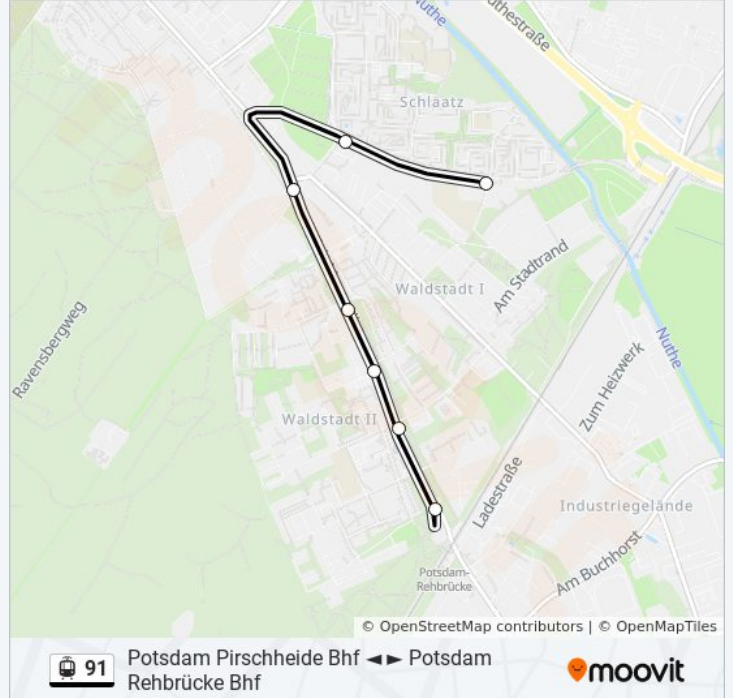 Nuthe
uthestraße
Schlaatz
Waldstadt I
Am Stadtrand
Ravensbergweg
Nuthe
Zum Heizwerk
Waldstadt II
Ladestraße
Industriegelände
Am Buchhorst
Potsdam-
Rehbrücke
© OpenStreetMap contributors | © OpenMapTiles
91
Potsdam Pirschheide Bhf ◄► Potsdam
Rehbrücke Bhf
moovit